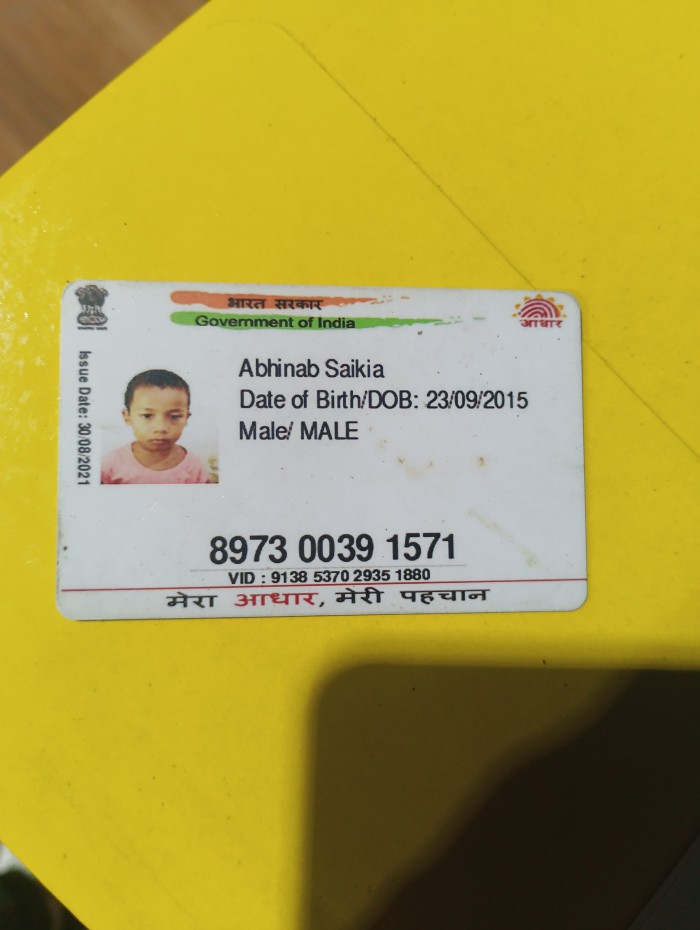 भारत सरकार
Government of India
आधार
Issue Date: 30/08/2021
Abhinab Saikia
Date of Birth/DOB: 23/09/2015
Male/ MALE
8973 0039 1571
VID : 9138 5370 2935 1880
मेरा आधार, मेरी पहचान